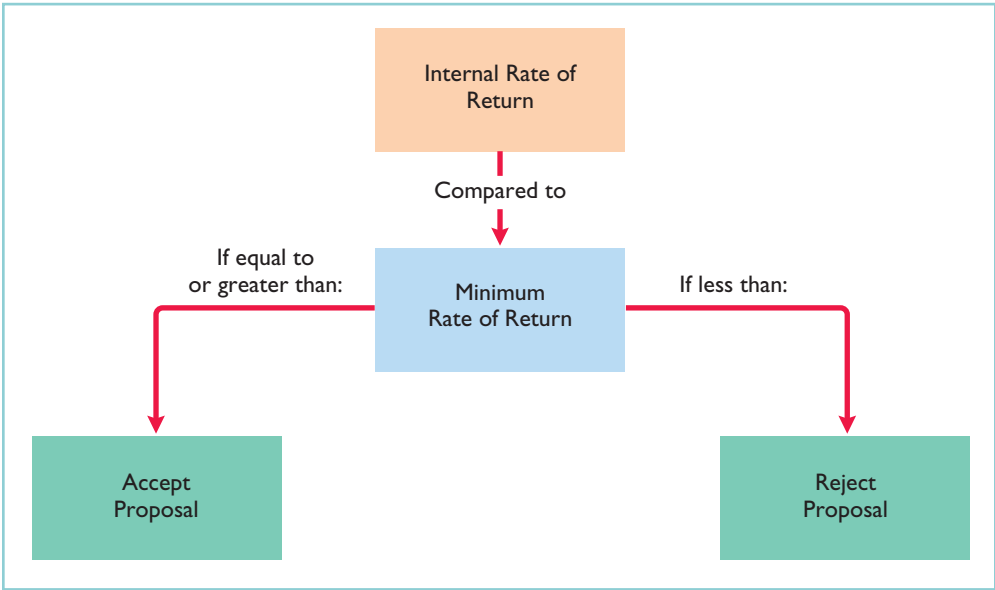 Internal Rate of
Return
Compared to
If equal to
or greater than:
Minimum
Rate of Return
If less than:
Accept
Proposal
Reject
Proposal